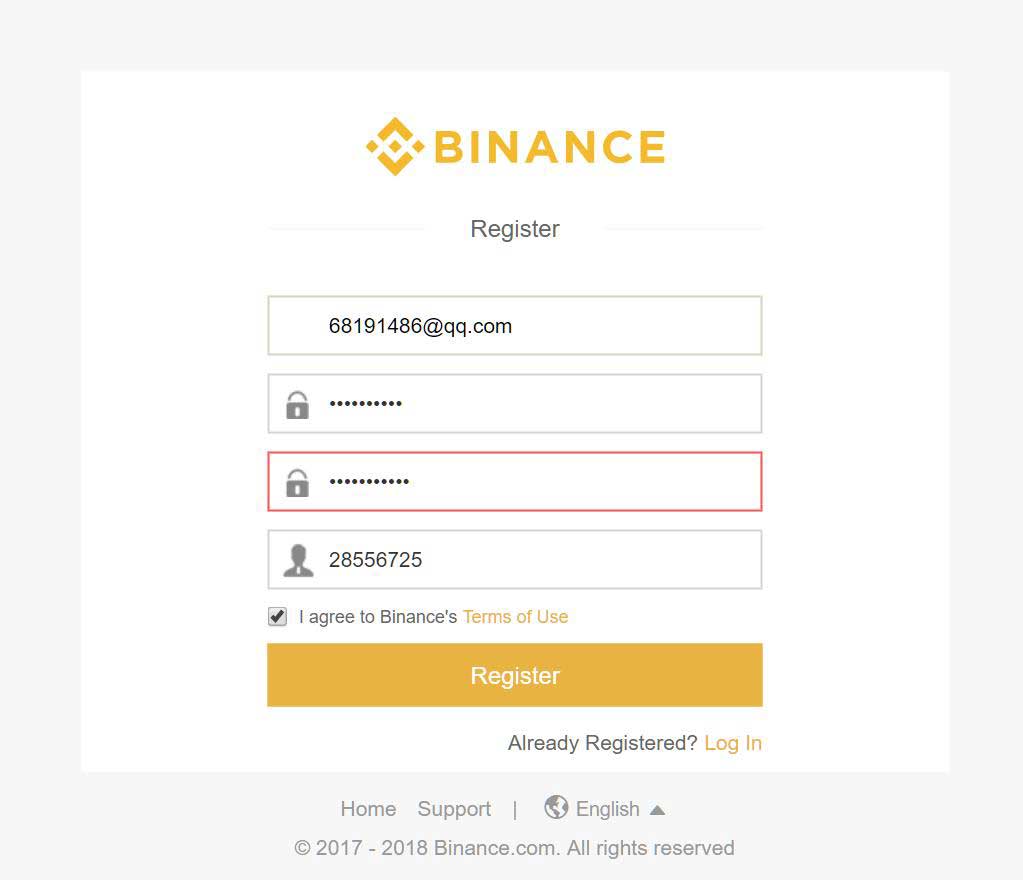 BINANCE
Register
68191486@qq.com
••••••••••
•••••••••••
28556725
I agree to Binance's Terms of Use
Register
Already Registered? Log In
Home Support | English
© 2017 - 2018 Binance.com. All rights reserved